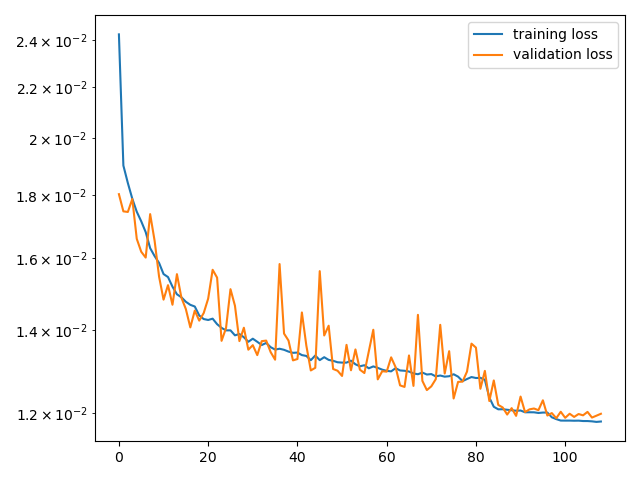 training loss
validation loss
2.4 × 10⁻²
2.2 × 10⁻²
2 × 10⁻²
1.8 × 10⁻²
1.6 × 10⁻²
1.4 × 10⁻²
1.2 × 10⁻²
0 20 40 60 80 100